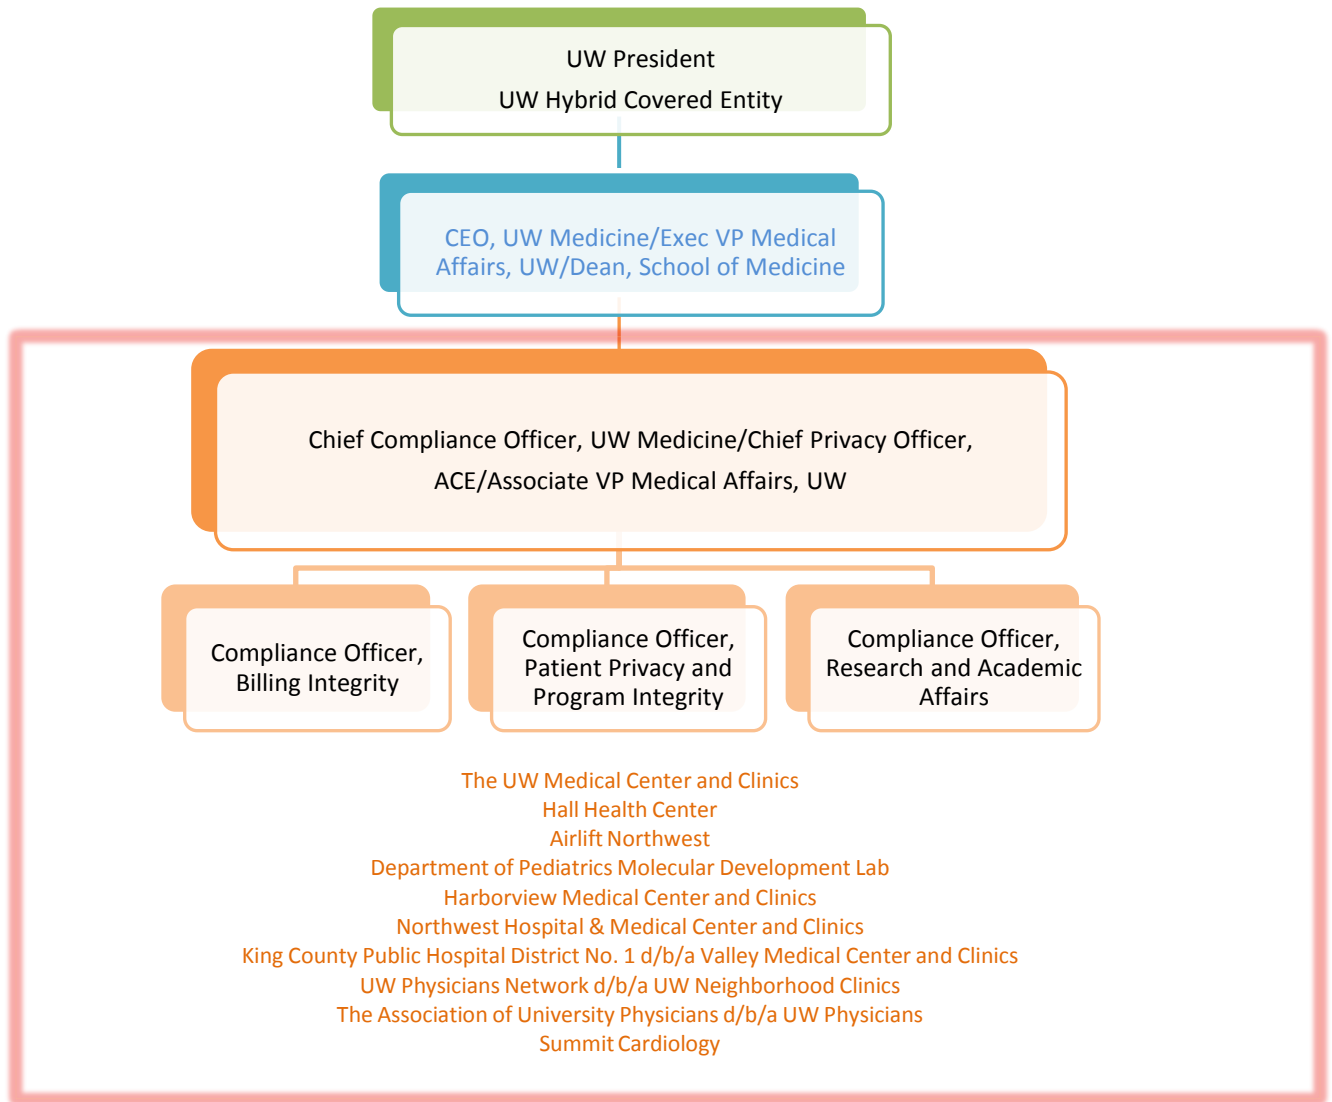 UW President
UW Hybrid Covered Entity
CEO, UW Medicine/Exec VP Medical
Affairs, UW/Dean, School of Medicine
Chief Compliance Officer, UW Medicine/Chief Privacy Officer,
ACE/Associate VP Medical Affairs, UW
Compliance Officer,
Billing Integrity
Compliance Officer,
Patient Privacy and
Program Integrity
Compliance Officer,
Research and Academic
Affairs
The UW Medical Center and Clinics
Hall Health Center
Airlift Northwest
Department of Pediatrics Molecular Development Lab
Harborview Medical Center and Clinics
Northwest Hospital & Medical Center and Clinics
King County Public Hospital District No. 1 d/b/a Valley Medical Center and Clinics
UW Physicians Network d/b/a UW Neighborhood Clinics
The Association of University Physicians d/b/a UW Physicians
Summit Cardiology